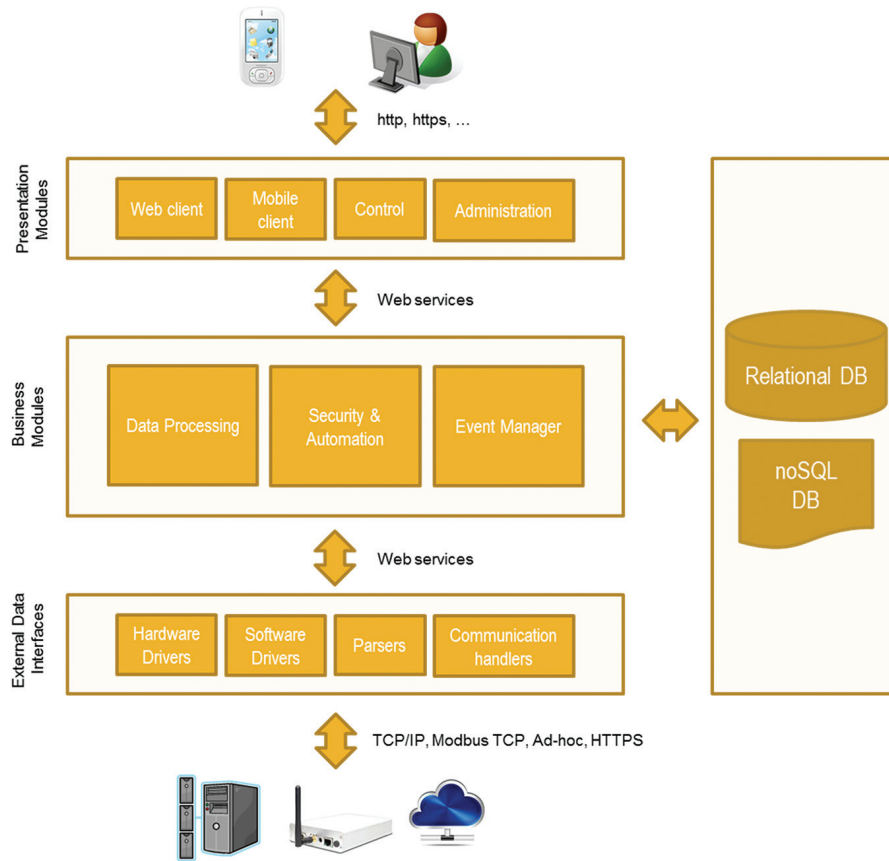 http, https, ...
Presentation
Modules
Web client
Mobile
client
Control
Administration
Web services
Business
Modules
Data Processing
Security &
Automation
Event Manager
Relational DB
noSQL
DB
Web services
External Data
Interfaces
Hardware
Drivers
Software
Drivers
Parsers
Communication
handlers
TCP/IP, Modbus TCP, Ad-hoc, HTTPS